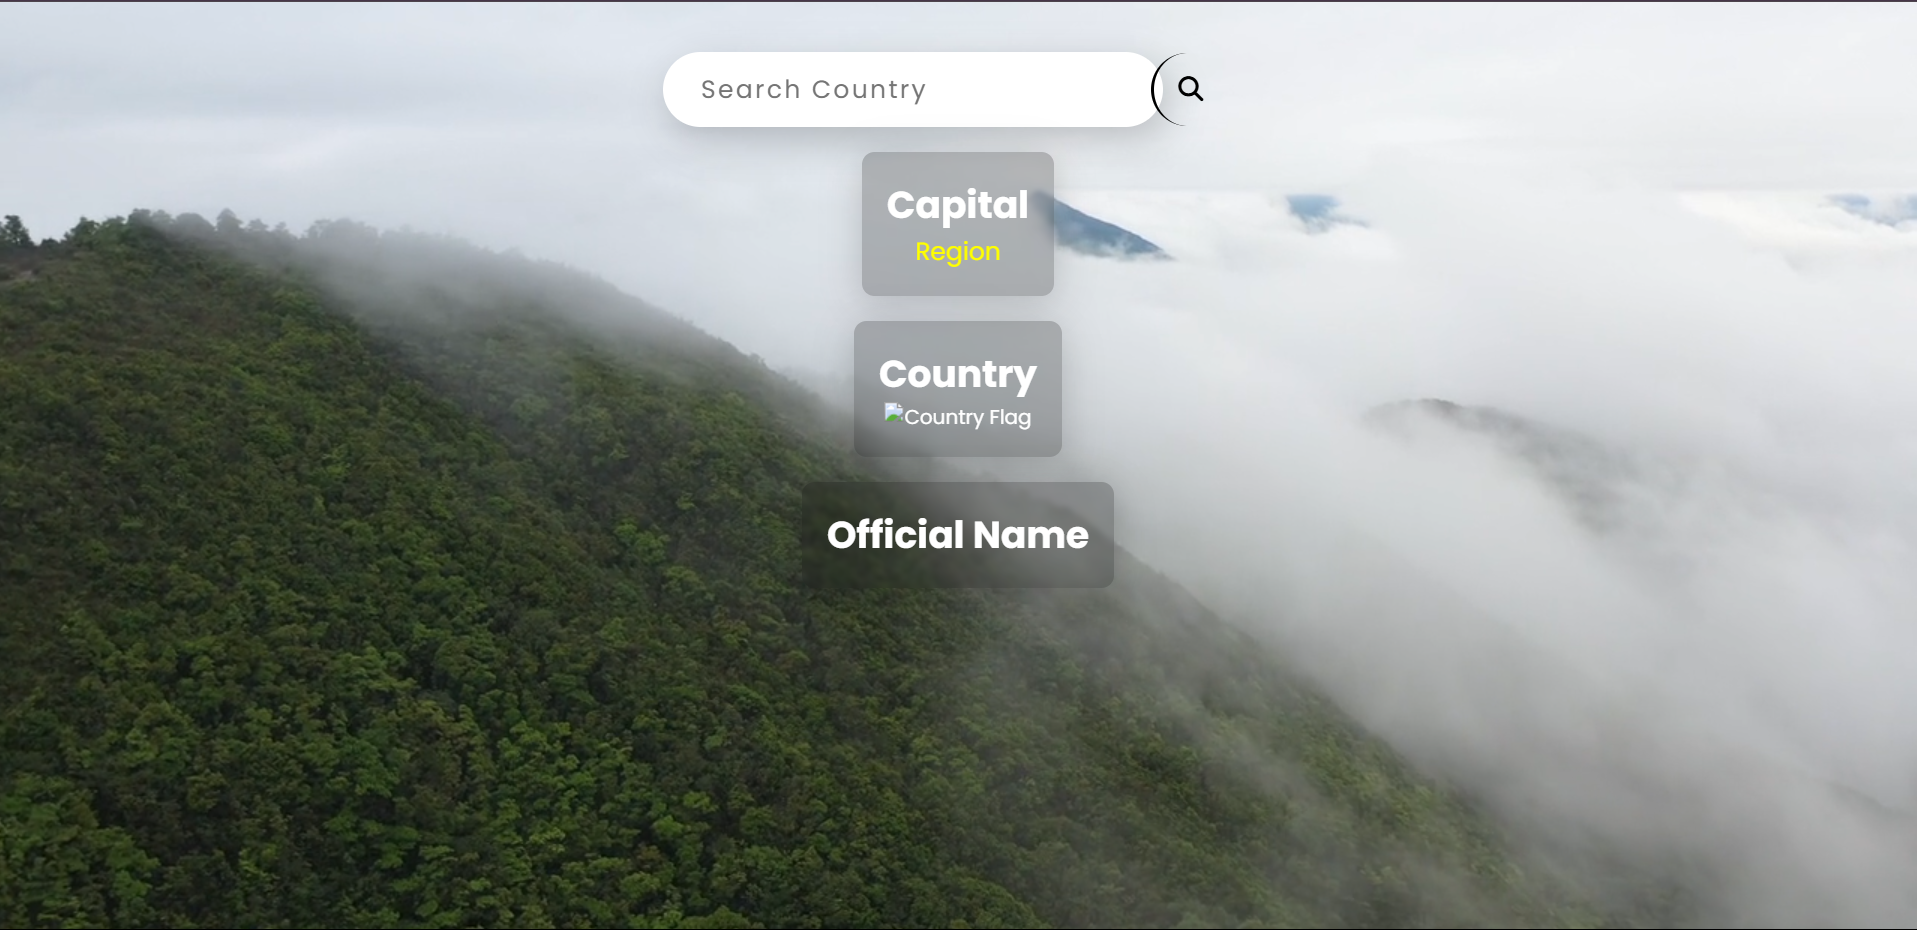 Search Country
Capital
Region
Country
Country Flag
Official Name